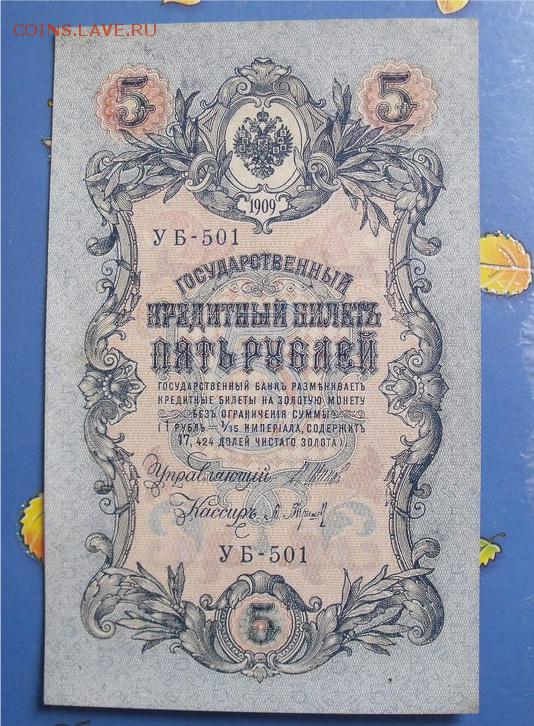 COINS.LAVE.RU
5 5
1909
УБ-501
ГОСУДАРСТВЕННЫЙ
КРЕДИТНЫЙ БИЛЕТЪ
ПЯТЬ РУБЛЕЙ
ГОСУДАРСТВЕННЫЙ БАНКЪ РАЗМѢНИВАЕТЪ
КРЕДИТНЫЕ БИЛЕТЫ НА ЗОЛОТУЮ МОНЕТУ
БЕЗЪ ОГРАНИЧЕНІЯ СУММЫ
(1 РУБЛЬ — 1/15 ИМПЕРІАЛА, СОДЕРЖИТЪ
17,424 ДОЛЕЙ ЧИСТАГО ЗОЛОТА).
Управляющій
Кассиръ
УБ-501
5